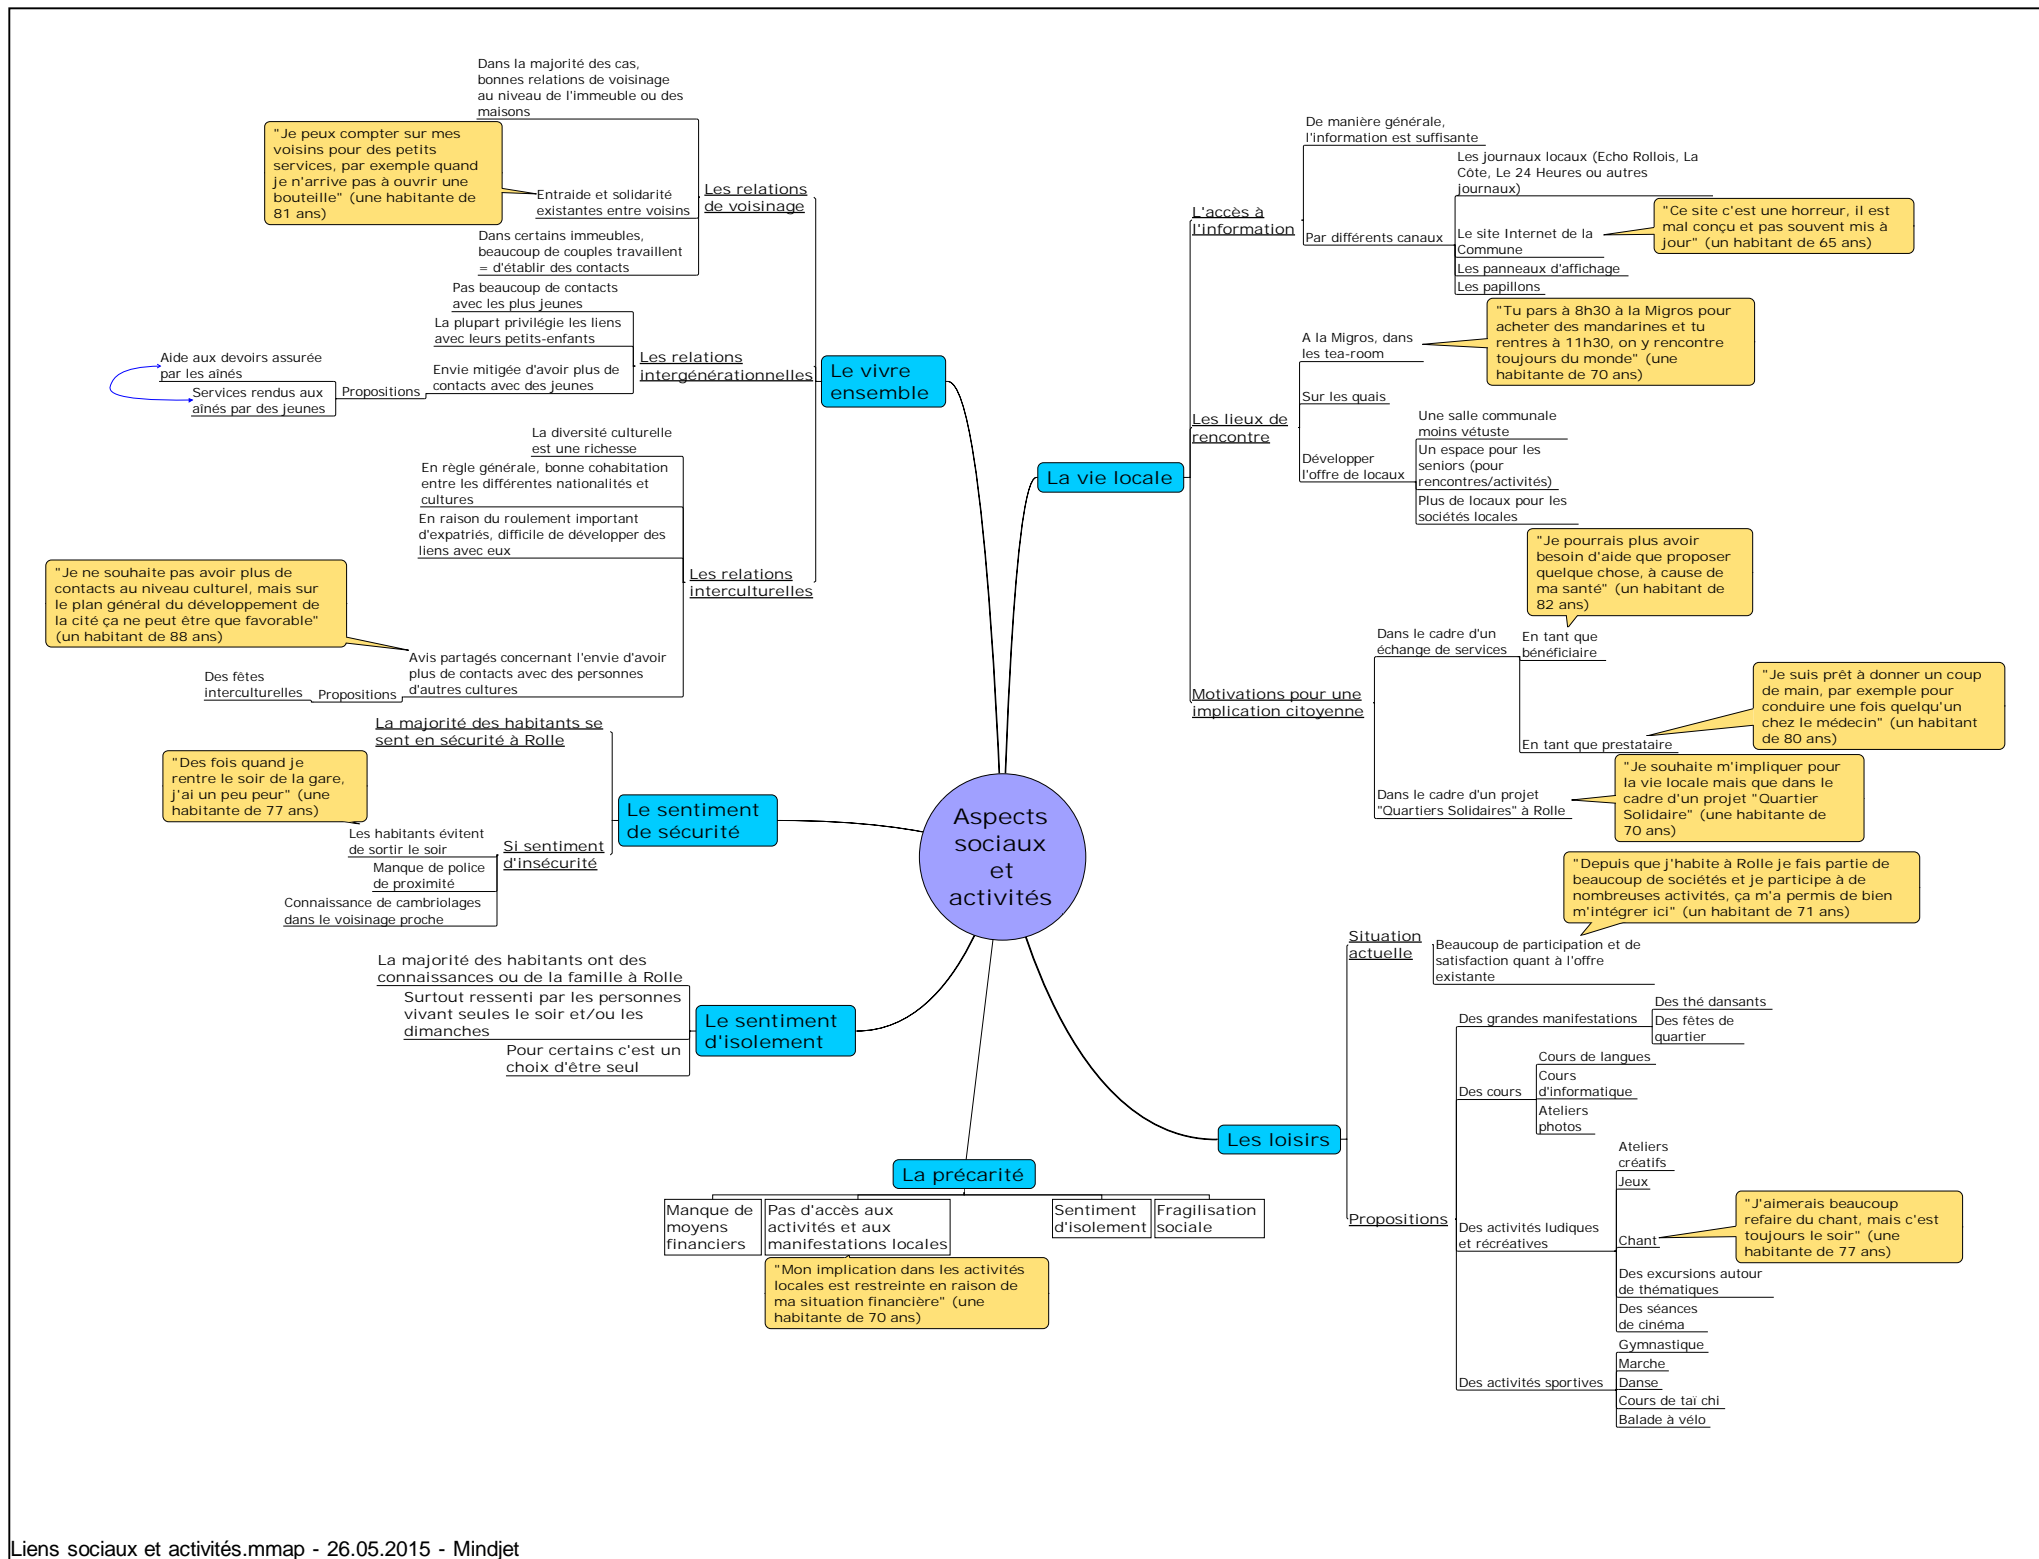 Aspects
sociaux
et
activités
Le vivre
ensemble
Les relations
de voisinage
Dans la majorité des cas,
bonnes relations de voisinage
au niveau de l'immeuble ou des
maisons
Entraide et solidarité
existantes entre voisins
"Je peux compter sur mes
voisins pour des petits
services, par exemple quand
je n'arrive pas à ouvrir une
bouteille" (une habitante de
81 ans)
Dans certains immeubles,
beaucoup de couples travaillent
= d'établir des contacts
Les relations
intergénérationnelles
Pas beaucoup de contacts
avec les plus jeunes
La plupart privilégie les liens
avec leurs petits-enfants
Envie mitigée d'avoir plus de
contacts avec des jeunes
Propositions
Aide aux devoirs assurée
par les aînés
Services rendus aux
aînés par des jeunes
Les relations
interculturelles
La diversité culturelle
est une richesse
En règle générale, bonne cohabitation
entre les différentes nationalités et
cultures
En raison du roulement important
d'expatriés, difficile de développer des
liens avec eux
Avis partagés concernant l'envie d'avoir
plus de contacts avec des personnes
d'autres cultures
"Je ne souhaite pas avoir plus de
contacts au niveau culturel, mais sur
le plan général du développement de
la cité ça ne peut être que favorable"
(un habitant de 88 ans)
Propositions
Des fêtes
interculturelles
Le sentiment
de sécurité
La majorité des habitants se
sent en sécurité à Rolle
Si sentiment
d'insécurité
Les habitants évitent
de sortir le soir
"Des fois quand je
rentre le soir de la gare,
j'ai un peu peur" (une
habitante de 77 ans)
Manque de police
de proximité
Connaissance de cambriolages
dans le voisinage proche
Le sentiment
d'isolement
La majorité des habitants ont des
connaissances ou de la famille à Rolle
Surtout ressenti par les personnes
vivant seules le soir et/ou les
dimanches
Pour certains c'est un
choix d'être seul
La précarité
Manque de
moyens
financiers
Pas d'accès aux
activités et aux
manifestations locales
"Mon implication dans les activités
locales est restreinte en raison de
ma situation financière" (une
habitante de 70 ans)
Sentiment
d'isolement
Fragilisation
sociale
La vie locale
L'accès à
l'information
De manière générale,
l'information est suffisante
Par différents canaux
Les journaux locaux (Echo Rollois, La
Côte, Le 24 Heures ou autres
journaux)
Le site Internet de la
Commune
"Ce site c'est une horreur, il est
mal conçu et pas souvent mis à
jour" (un habitant de 65 ans)
Les panneaux d'affichage
Les papillons
Les lieux de
rencontre
A la Migros, dans
les tea-room
"Tu pars à 8h30 à la Migros pour
acheter des mandarines et tu
rentres à 11h30, on y rencontre
toujours du monde" (une
habitante de 70 ans)
Sur les quais
Développer
l'offre de locaux
Une salle communale
moins vétuste
Un espace pour les
seniors (pour
rencontres/activités)
Plus de locaux pour les
sociétés locales
Motivations pour une
implication citoyenne
Dans le cadre d'un
échange de services
En tant que
bénéficiaire
"Je pourrais plus avoir
besoin d'aide que proposer
quelque chose, à cause de
ma santé" (un habitant de
82 ans)
En tant que prestataire
"Je suis prêt à donner un coup
de main, par exemple pour
conduire une fois quelqu'un
chez le médecin" (un habitant
de 80 ans)
Dans le cadre d'un projet
"Quartiers Solidaires" à Rolle
"Je souhaite m'impliquer pour
la vie locale mais que dans le
cadre d'un projet "Quartier
Solidaire" (une habitante de
70 ans)
Les loisirs
Situation
actuelle
Beaucoup de participation et de
satisfaction quant à l'offre
existante
"Depuis que j'habite à Rolle je fais partie de
beaucoup de sociétés et je participe à de
nombreuses activités, ça m'a permis de bien
m'intégrer ici" (un habitant de 71 ans)
Propositions
Des grandes manifestations
Des thé dansants
Des fêtes de
quartier
Des cours
Cours de langues
Cours
d'informatique
Ateliers
photos
Des activités ludiques
et récréatives
Ateliers
créatifs
Jeux
Chant
"J'aimerais beaucoup
refaire du chant, mais c'est
toujours le soir" (une
habitante de 77 ans)
Des excursions autour
de thématiques
Des séances
de cinéma
Des activités sportives
Gymnastique
Marche
Danse
Cours de taï chi
Balade à vélo
Liens sociaux et activités.mmap - 26.05.2015 - Mindjet